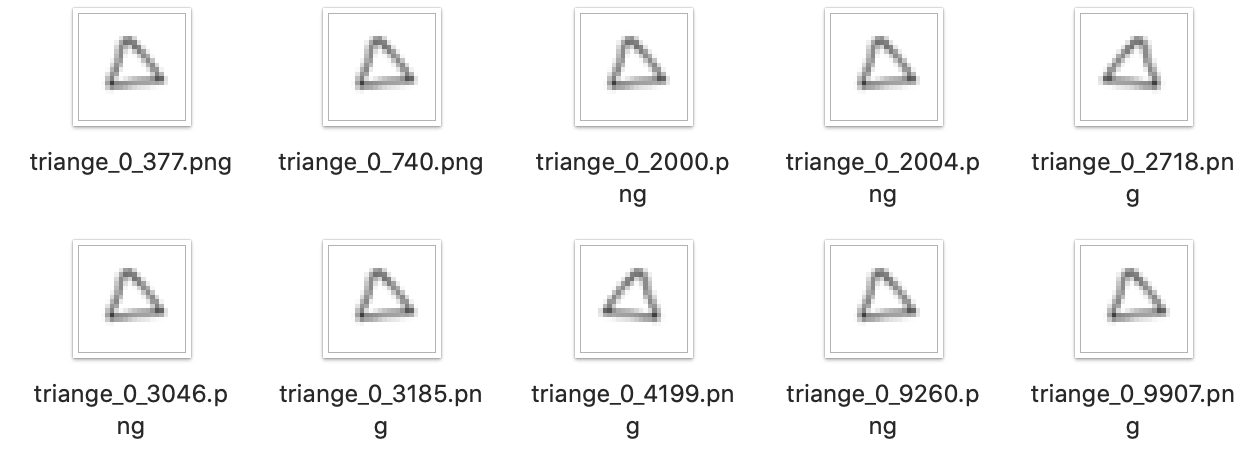 triange_0_377.png
triange_0_740.png
triange_0_2000.p
ng
triange_0_2004.p
ng
triange_0_2718.pn
g
triange_0_3046.p
ng
triange_0_3185.pn
g
triange_0_4199.pn
g
triange_0_9260.p
ng
triange_0_9907.pn
g